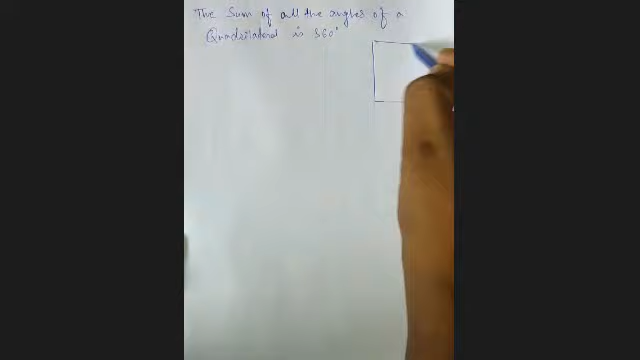 The Sum of all the angles of a
Quadrilateral is 360°